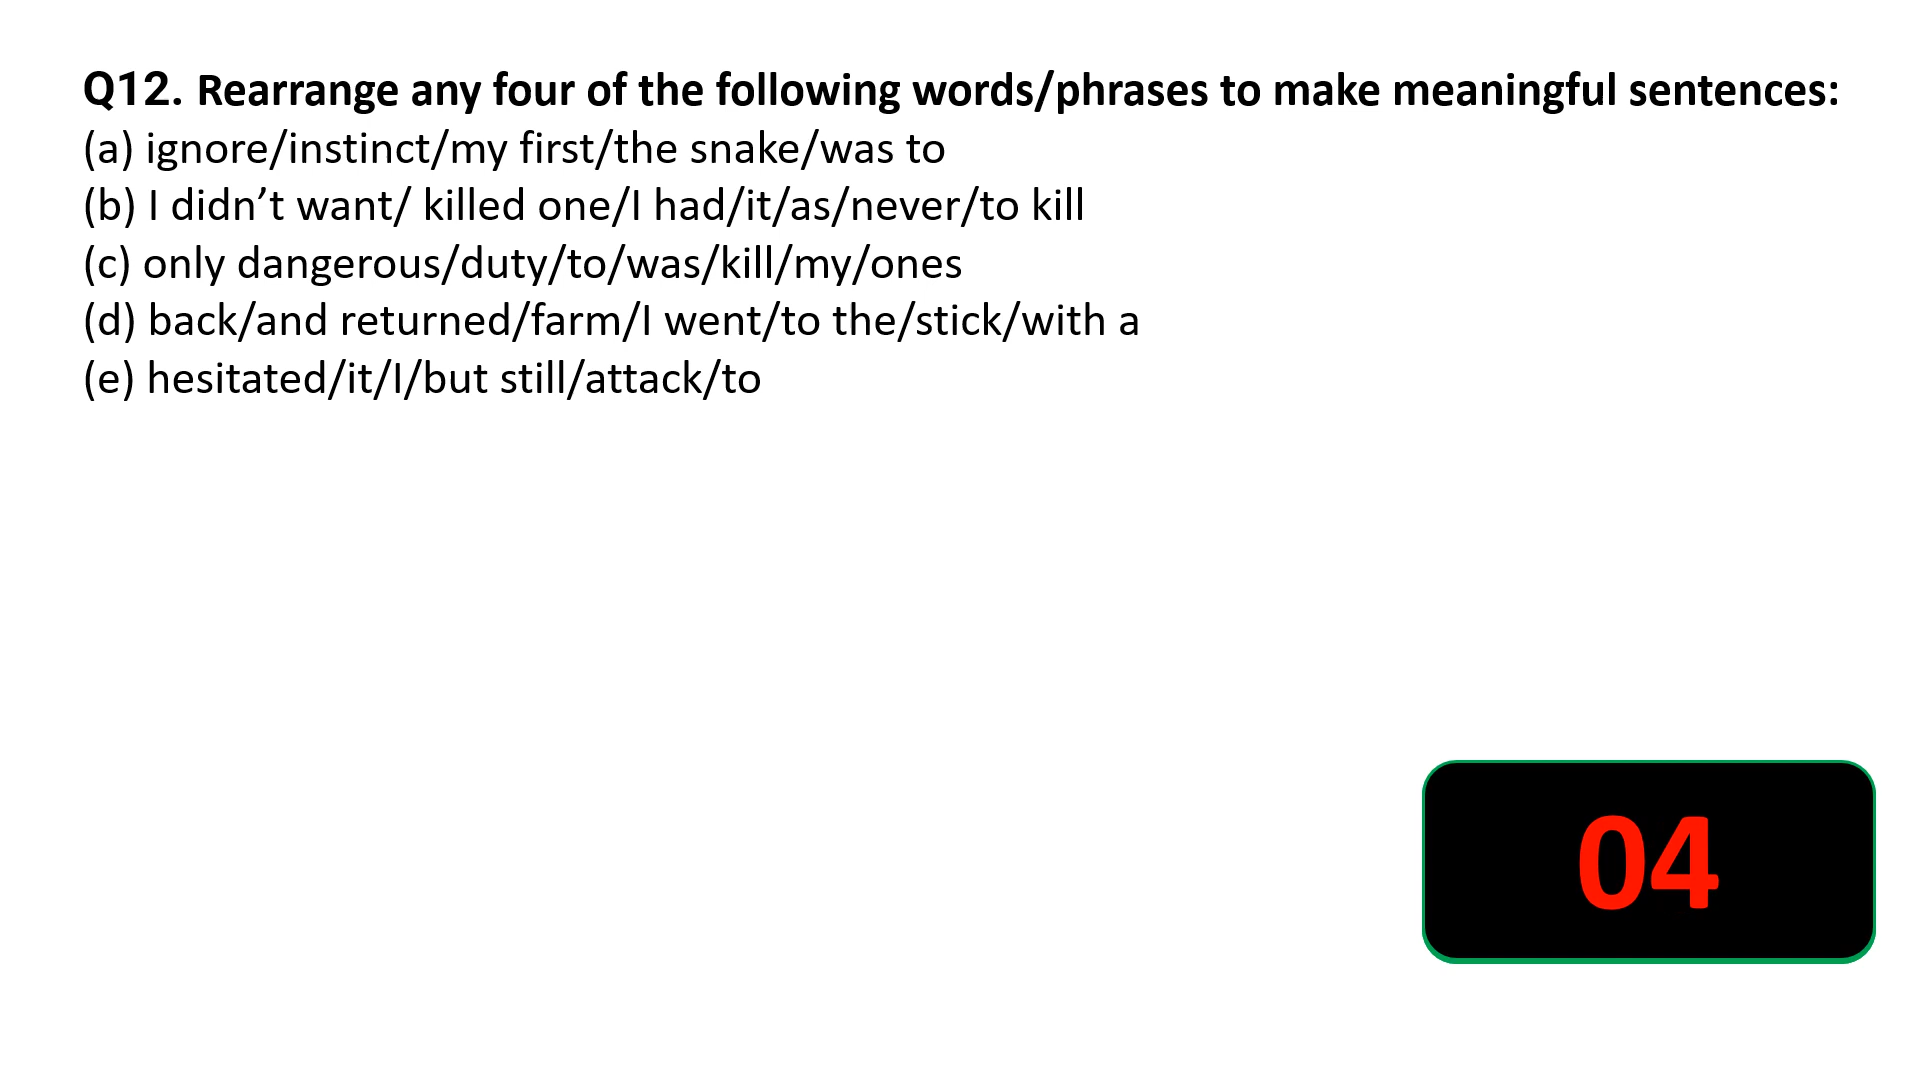 Q12. Rearrange any four of the following words/phrases to make meaningful sentences:
(a) ignore/instinct/my first/the snake/was to
(b) I didn’t want/ killed one/I had/it/as/never/to kill
(c) only dangerous/duty/to/was/kill/my/ones
(d) back/and returned/farm/I went/to the/stick/with a
(e) hesitated/it/I/but still/attack/to
04